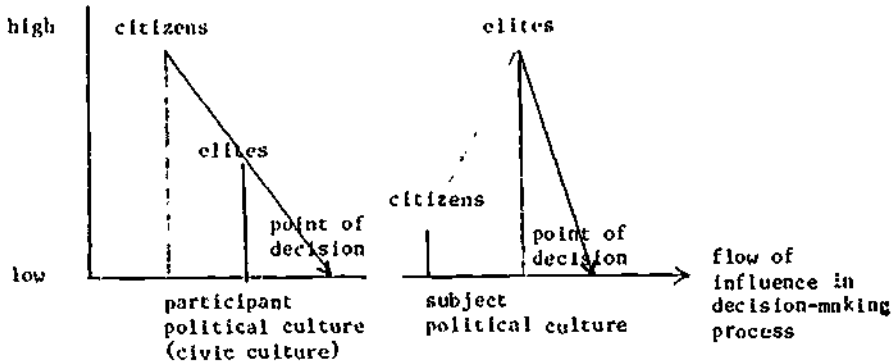 high
citizens
elites
elites
citizens
point of
decision
point of
decision
low
participant
political culture
(civic culture)
subject
political culture
flow of
influence in
decision-making
process